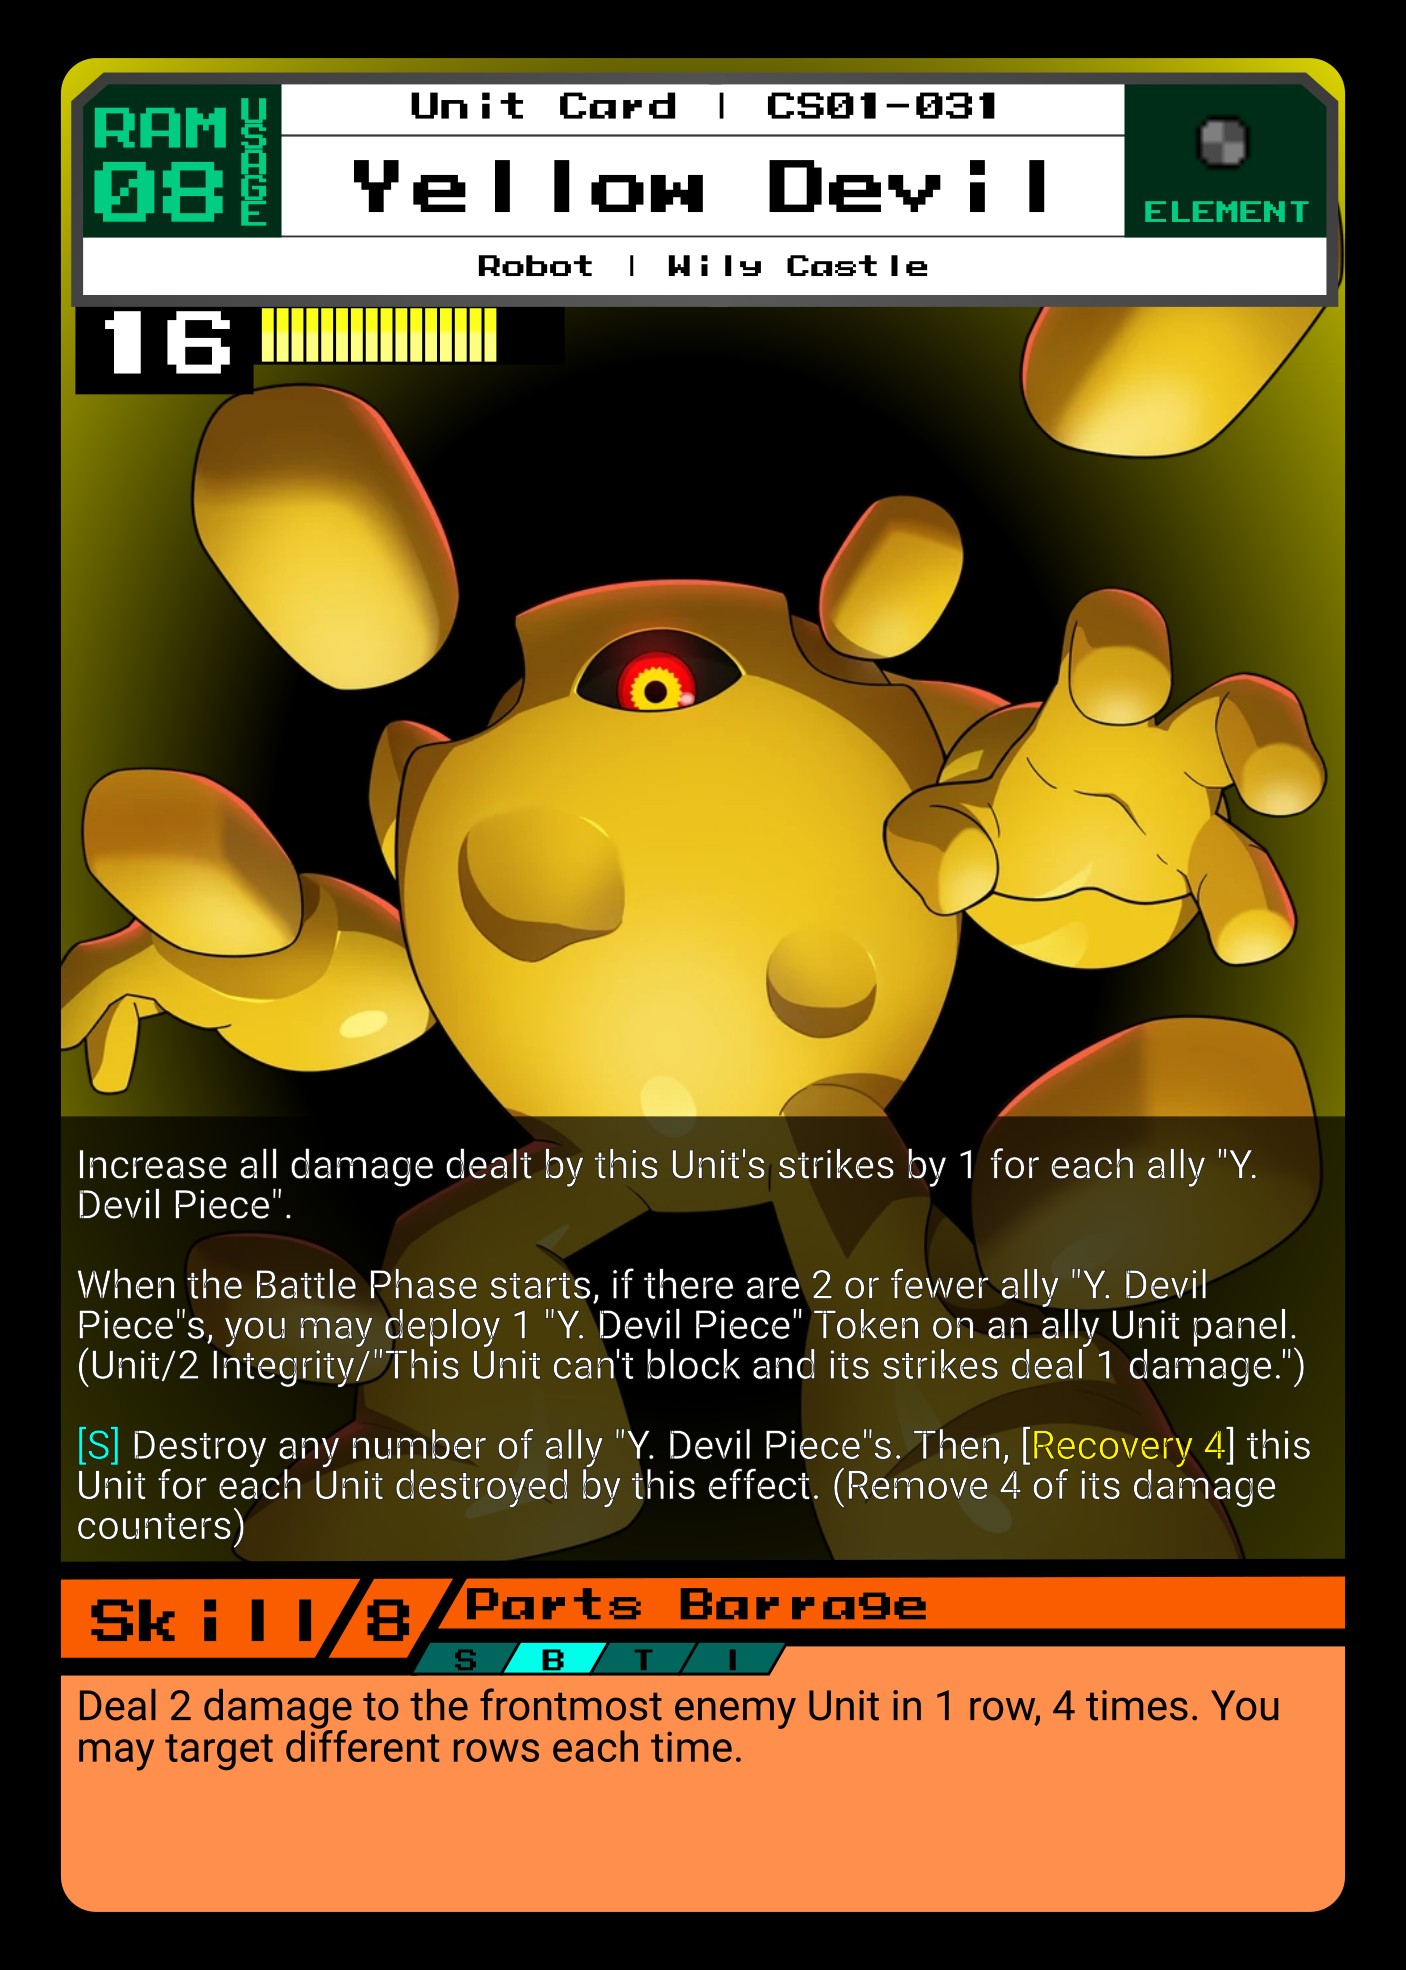 RAM
08
USAGE
Unit Card | CS01-031
Yellow Devil
ELEMENT
Robot | Wily Castle
16
Increase all damage dealt by this Unit's strikes by 1 for each ally "Y.
Devil Piece".
When the Battle Phase starts, if there are 2 or fewer ally "Y. Devil
Piece"s, you may deploy 1 "Y. Devil Piece" Token on an ally Unit panel.
(Unit/2 Integrity/"This Unit can't block and its strikes deal 1 damage.")
[S] Destroy any number of ally "Y. Devil Piece"s. Then, [Recovery 4] this
Unit for each Unit destroyed by this effect. (Remove 4 of its damage
counters)
Skill/8/Parts Barrage
S B T I
Deal 2 damage to the frontmost enemy Unit in 1 row, 4 times. You
may target different rows each time.